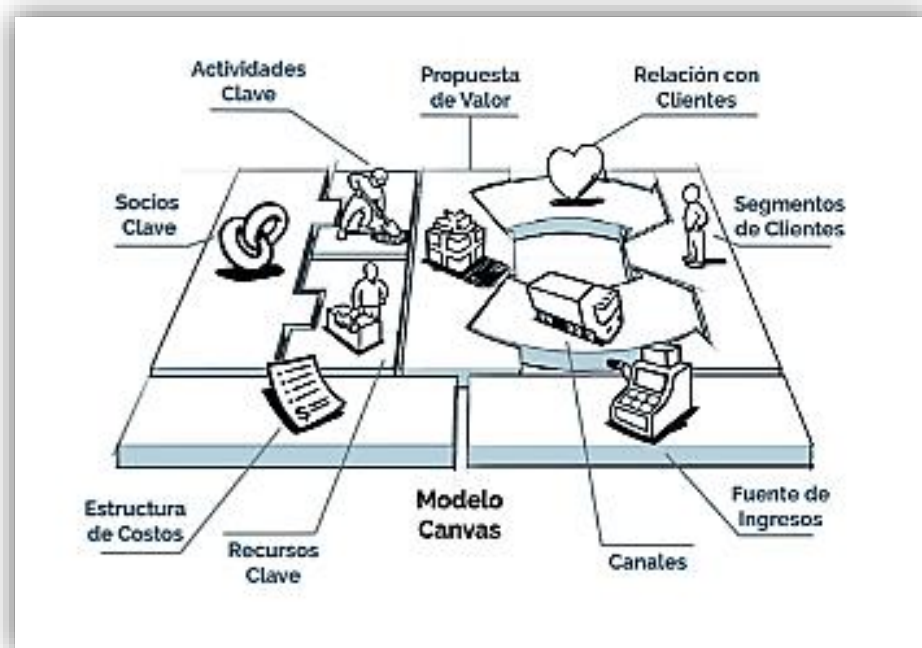 Actividades
Clave
Propuesta
de Valor
Relación con
Clientes
Socios
Clave
Segmentos
de Clientes
$
Estructura
de Costos
Recursos
Clave
Modelo
Canvas
Canales
Fuente de
Ingresos